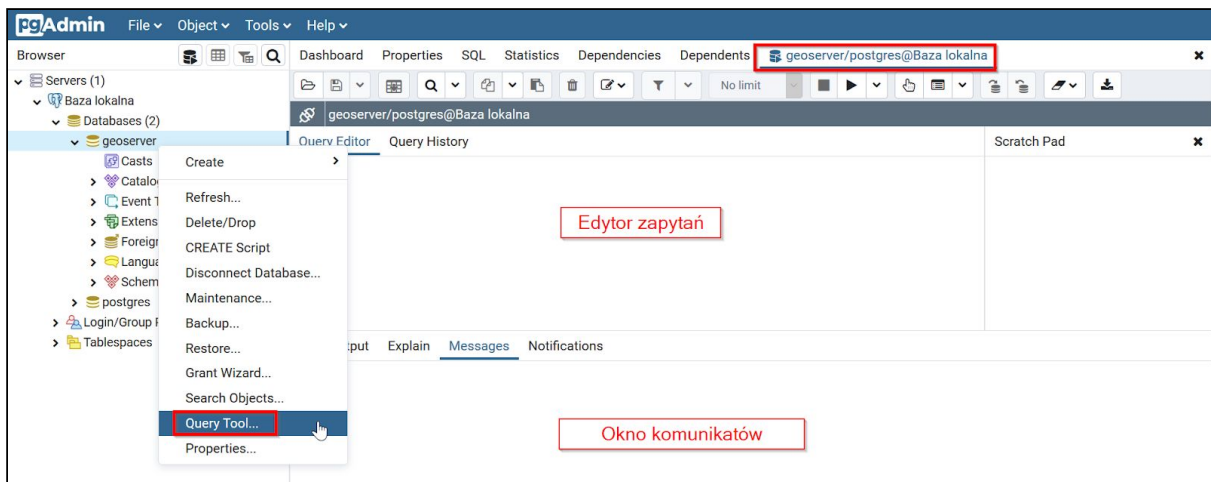 pgAdmin File Object Tools Help
Browser
Dashboard Properties SQL Statistics Dependencies Dependents geoserver/postgres@Baza lokalna
Servers (1)
Baza lokalna
Databases (2)
geoserver
Casts
Event
postgres
Tablespaces
Create
Refresh...
Delete/Drop
CREATE Script
Disconnect Database...
Maintenance...
Backup...
Restore...
Grant Wizard...
Search Objects...
Query Tool...
Properties...
No limit
geoserver/postgres@Baza lokalna
Query Editor Query History
Scratch Pad
Edytor zapytań
Explain Messages Notifications
Okno komunikatów